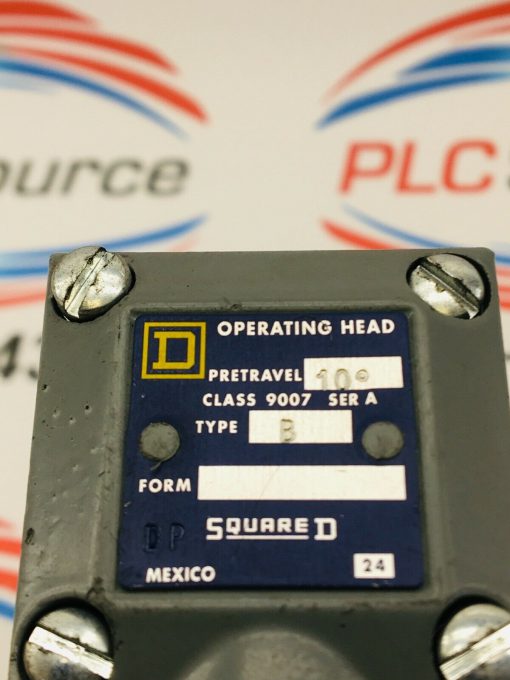 ource
PLC
D
OPERATING HEAD
PRETRAVEL 10°
CLASS 9007 SER A
TYPE B
FORM
DP SQUARE D
MEXICO 24